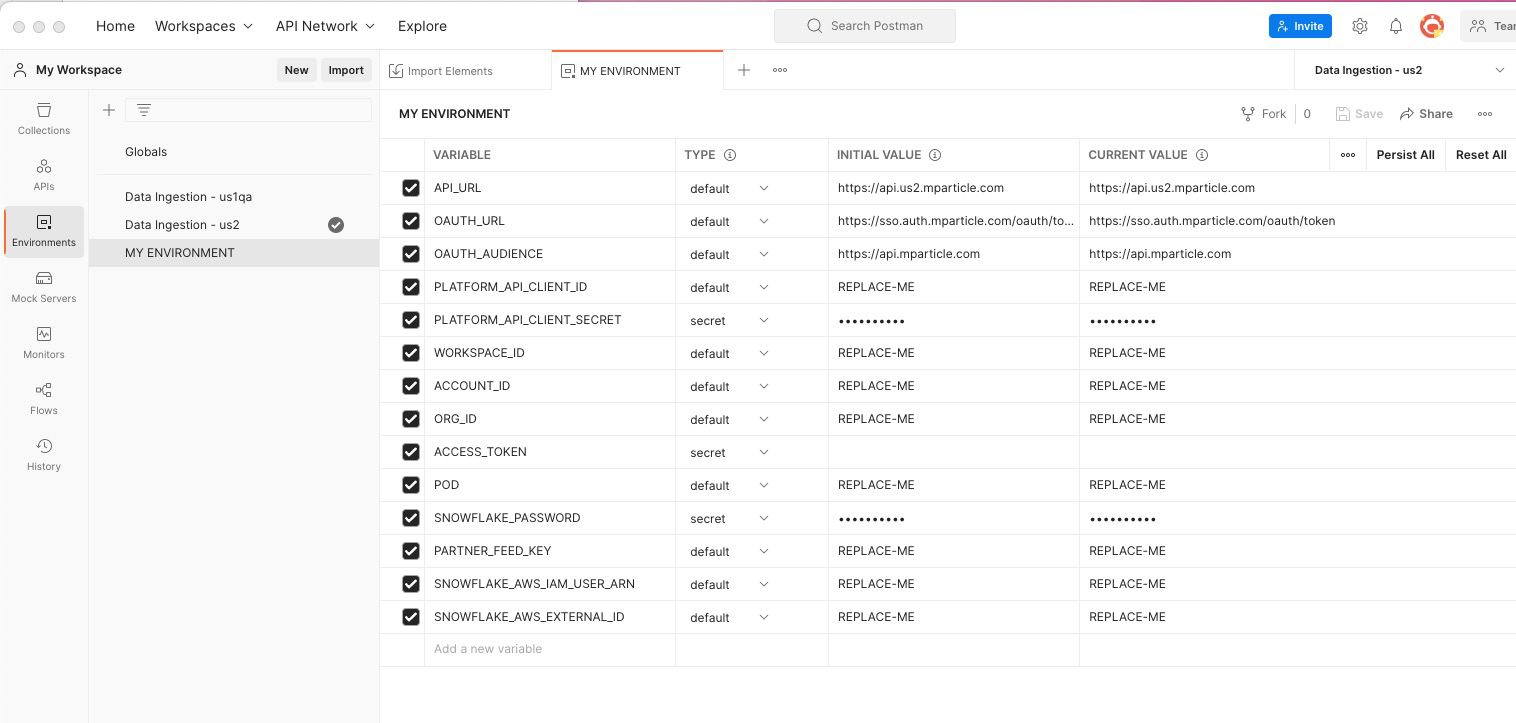 Home Workspaces API Network Explore Search Postman Invite
My Workspace New Import Import Elements MY ENVIRONMENT Data Ingestion - us2
Collections
APIs
Environments
Mock Servers
Monitors
Flows
History
Globals
Data Ingestion - us1qa
Data Ingestion - us2
MY ENVIRONMENT
MY ENVIRONMENT Fork 0 Save Share
VARIABLE TYPE INITIAL VALUE CURRENT VALUE Persist All Reset All
API_URL default https://api.us2.mparticle.com https://api.us2.mparticle.com
OAUTH_URL default https://sso.auth.mparticle.com/oauth/to... https://sso.auth.mparticle.com/oauth/token
OAUTH_AUDIENCE default https://api.mparticle.com https://api.mparticle.com
PLATFORM_API_CLIENT_ID default REPLACE-ME REPLACE-ME
PLATFORM_API_CLIENT_SECRET secret •••••••••• ••••••••••
WORKSPACE_ID default REPLACE-ME REPLACE-ME
ACCOUNT_ID default REPLACE-ME REPLACE-ME
ORG_ID default REPLACE-ME REPLACE-ME
ACCESS_TOKEN secret
POD default REPLACE-ME REPLACE-ME
SNOWFLAKE_PASSWORD secret •••••••••• ••••••••••
PARTNER_FEED_KEY default REPLACE-ME REPLACE-ME
SNOWFLAKE_AWS_IAM_USER_ARN default REPLACE-ME REPLACE-ME
SNOWFLAKE_AWS_EXTERNAL_ID default REPLACE-ME REPLACE-ME
Add a new variable